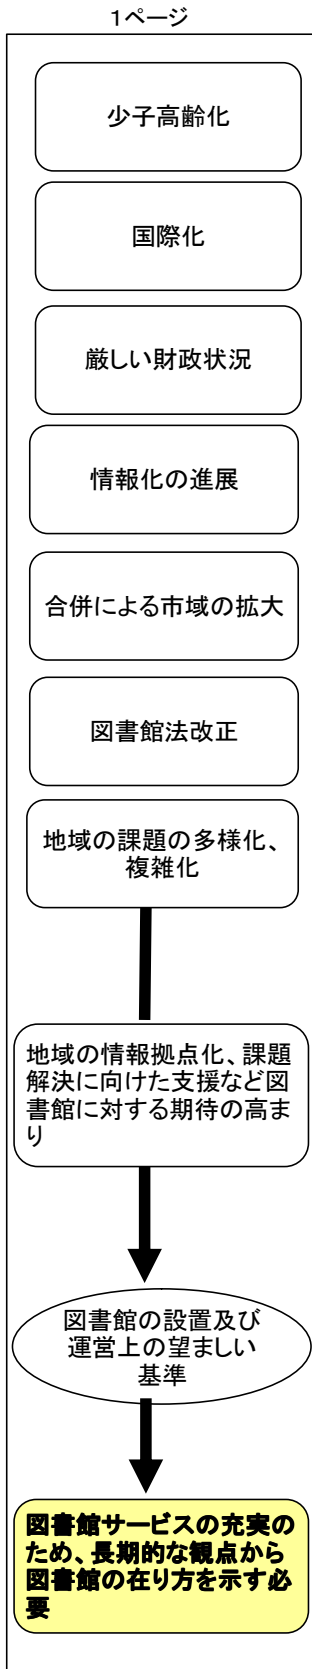 1ページ
少子高齢化
国際化
厳しい財政状況
情報化の進展
合併による市域の拡大
図書館法改正
地域の課題の多様化、
複雑化
地域の情報拠点化、課題
解決に向けた支援など図
書館に対する期待の高ま
り
図書館の設置及び
運営上の望ましい
基準
図書館サービスの充実の
ため、長期的な観点から
図書館の在り方を示す必
要